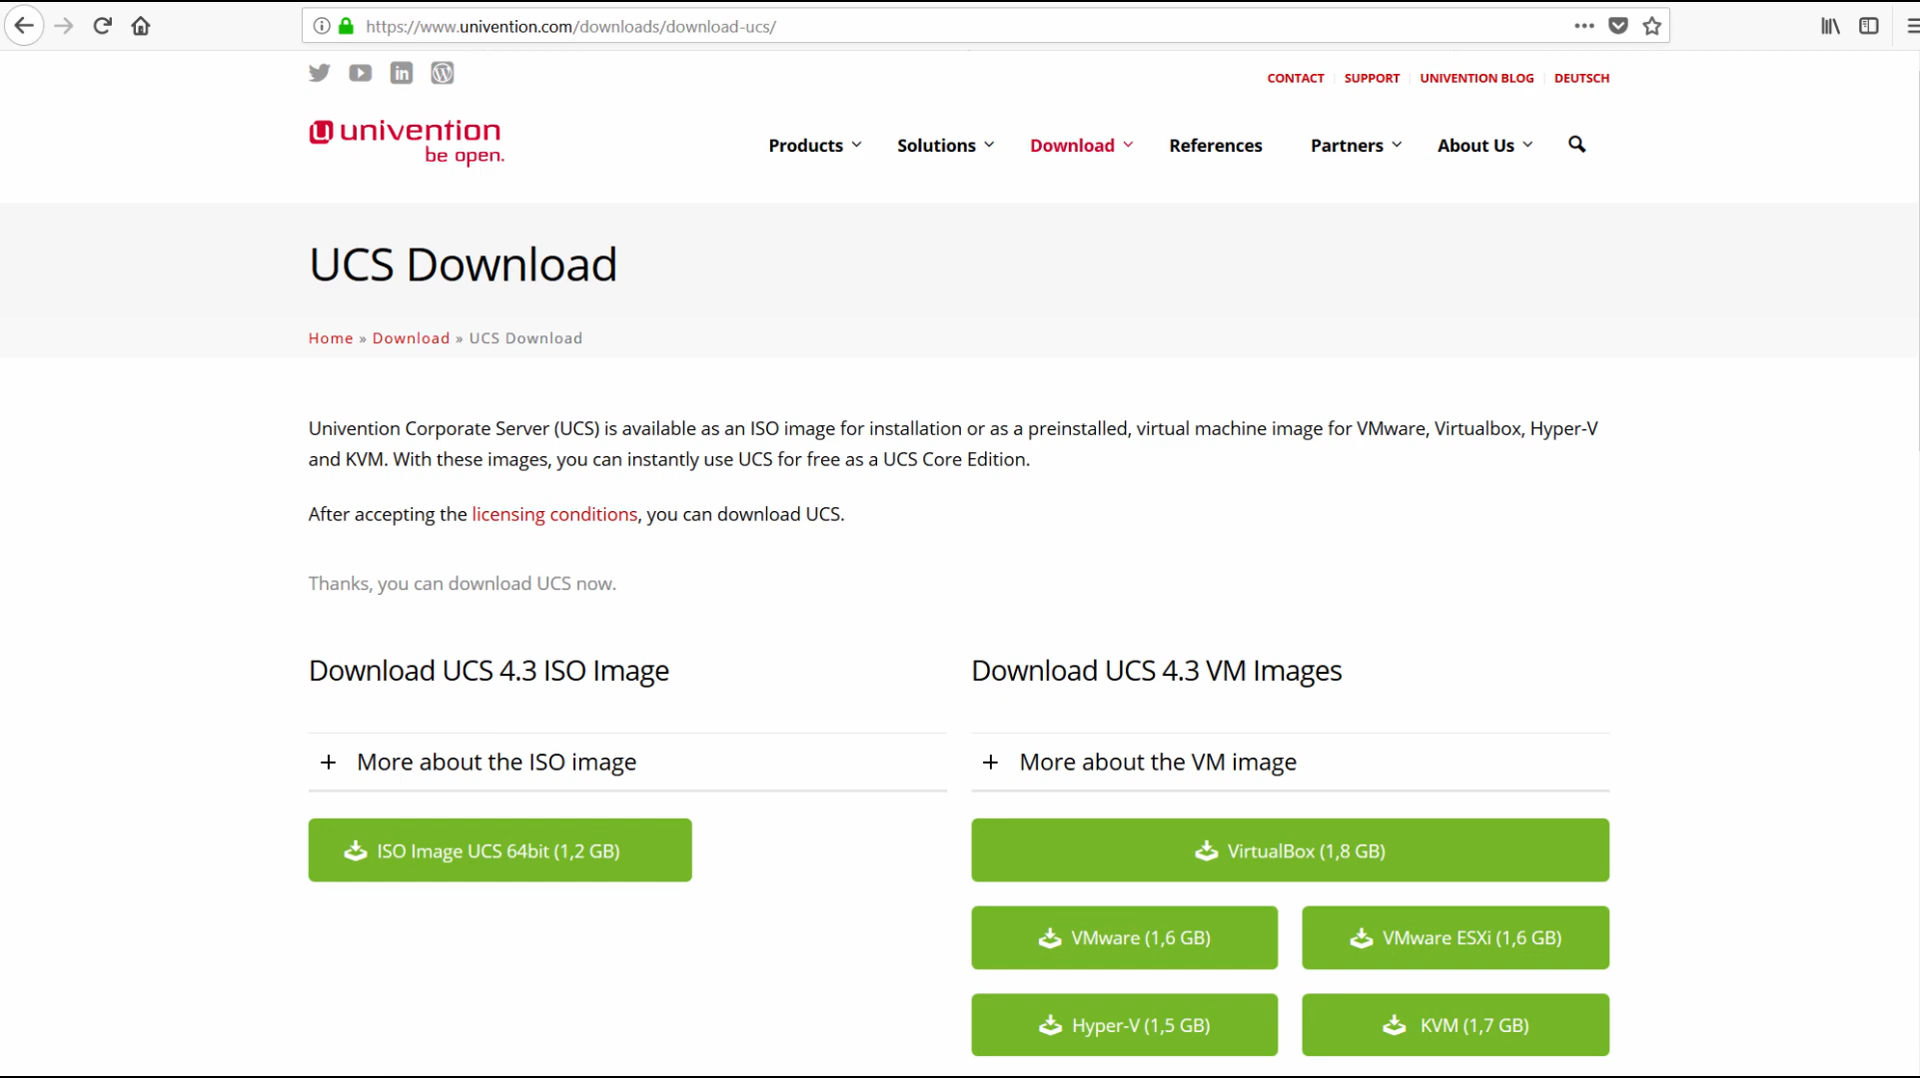 https://www.univention.com/downloads/download-ucs/
CONTACT SUPPORT UNIVENTION BLOG DEUTSCH
univention
be open.
Products Solutions Download References Partners About Us
UCS Download
Home » Download » UCS Download
Univention Corporate Server (UCS) is available as an ISO image for installation or as a preinstalled, virtual machine image for VMware, Virtualbox, Hyper-V
and KVM. With these images, you can instantly use UCS for free as a UCS Core Edition.
After accepting the licensing conditions, you can download UCS.
Thanks, you can download UCS now.
Download UCS 4.3 ISO Image
+ More about the ISO image
ISO Image UCS 64bit (1,2 GB)
Download UCS 4.3 VM Images
+ More about the VM image
VirtualBox (1,8 GB)
VMware (1,6 GB) VMware ESXi (1,6 GB)
Hyper-V (1,5 GB) KVM (1,7 GB)